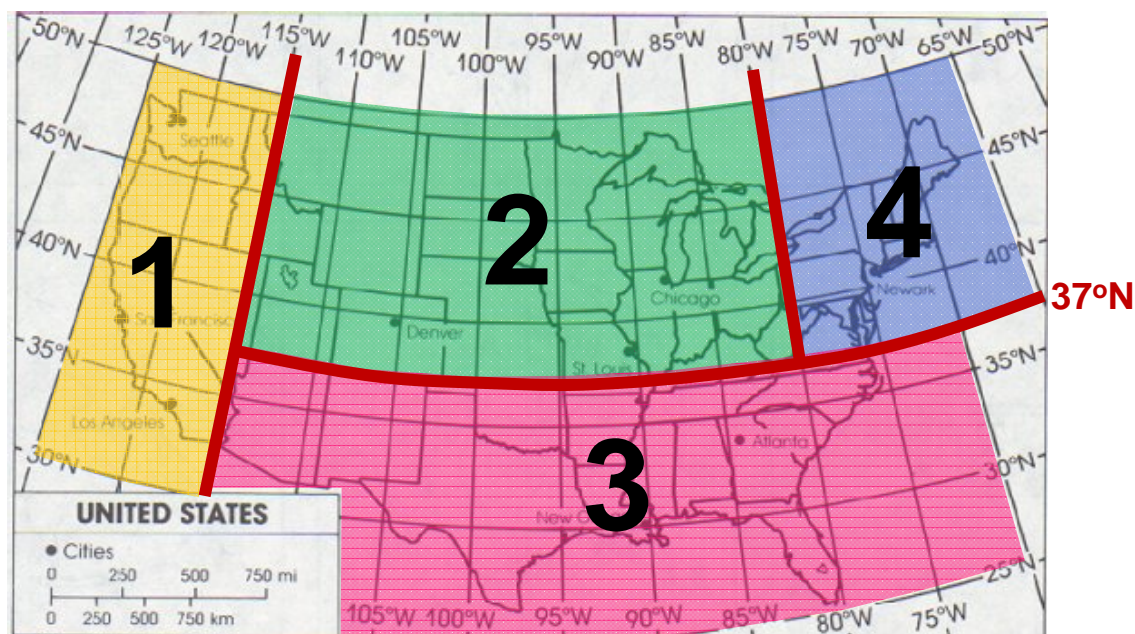 50°N 125°W 120°W 115°W 110°W 105°W 100°W 95°W 90°W 85°W 80°W 75°W 70°W 65°W 50°N
45°N Seattle 45°N
40°N 1 2 4 40°N
Chicago Newark 37°N
San Francisc Denver
35°N St. Louis 35°N
Los Angeles Atlanta
30°N 3 30°N
New O
UNITED STATES
Cities
0 250 500 750 mi
0 250 500 750 km
105°W 100°W 95°W 90°W 85°W 80°W 75°W 25°N